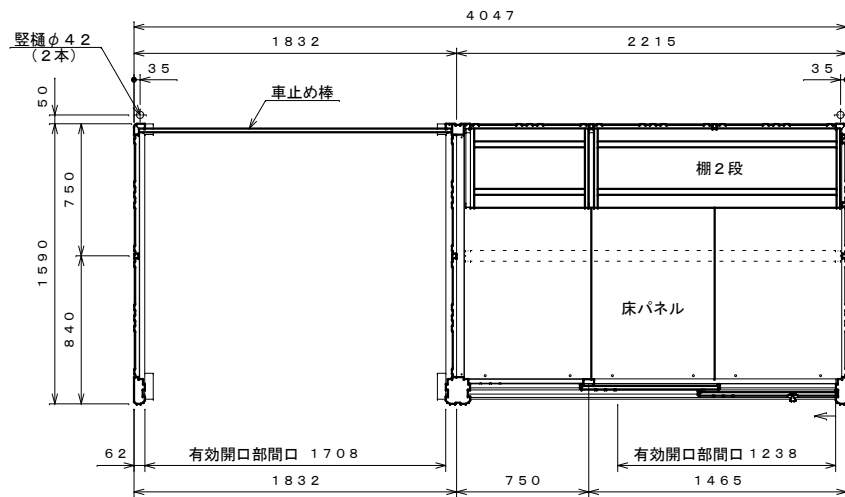 ４０４７
１８３２
２２１５
竪樋φ４２
（２本）
３５
３５
５０
車止め棒
棚２段
７５０
１５９０
８４０
床パネル
６２
有効開口部間口 １７０８
有効開口部間口 １２３８
１８３２
７５０
１４６５